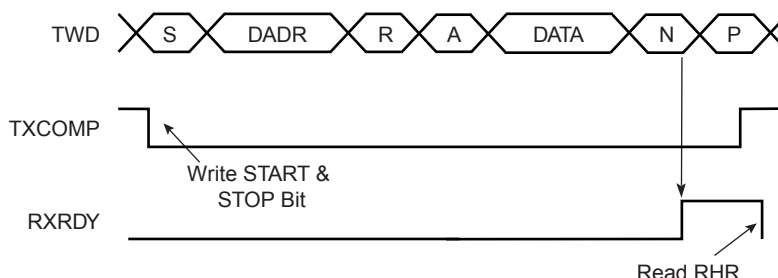 TWD S DADR R A DATA N P
TXCOMP
Write START &
STOP Bit
RXRDY
Read RHR